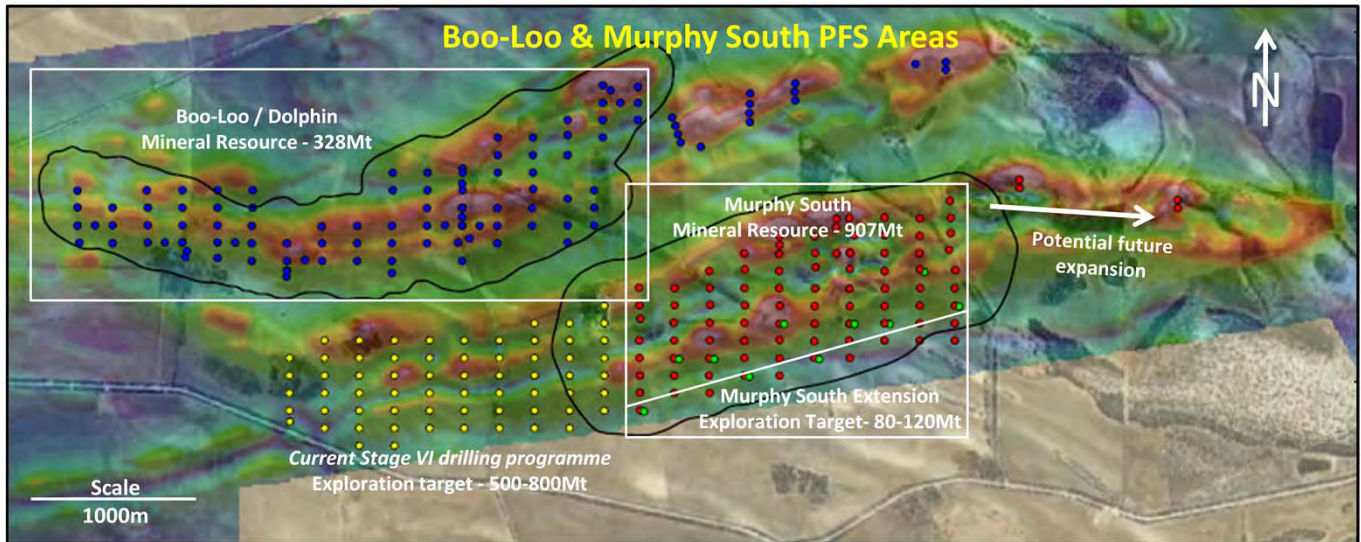 Boo-Loo & Murphy South PFS Areas
N
Boo-Loo / Dolphin
Mineral Resource - 328Mt
Murphy South
Mineral Resource - 907Mt
Potential future
expansion
Murphy South Extension
Exploration Target- 80-120Mt
Current Stage VI drilling programme
Exploration target - 500-800Mt
Scale
1000m